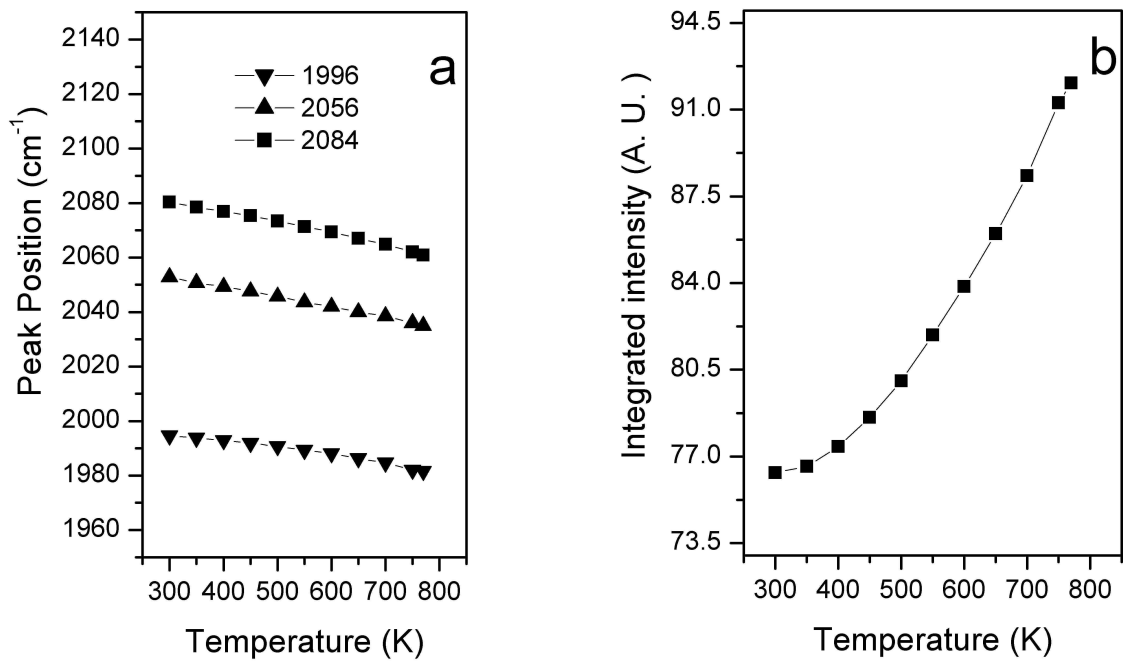 a
1996
2056
2084
Peak Position (cm-1)
2140
2120
2100
2080
2060
2040
2020
2000
1980
1960
300 400 500 600 700 800
Temperature (K)
b
Integrated intensity (A. U. )
94.5
91.0
87.5
84.0
80.5
77.0
73.5
300 400 500 600 700 800
Temperature (K)